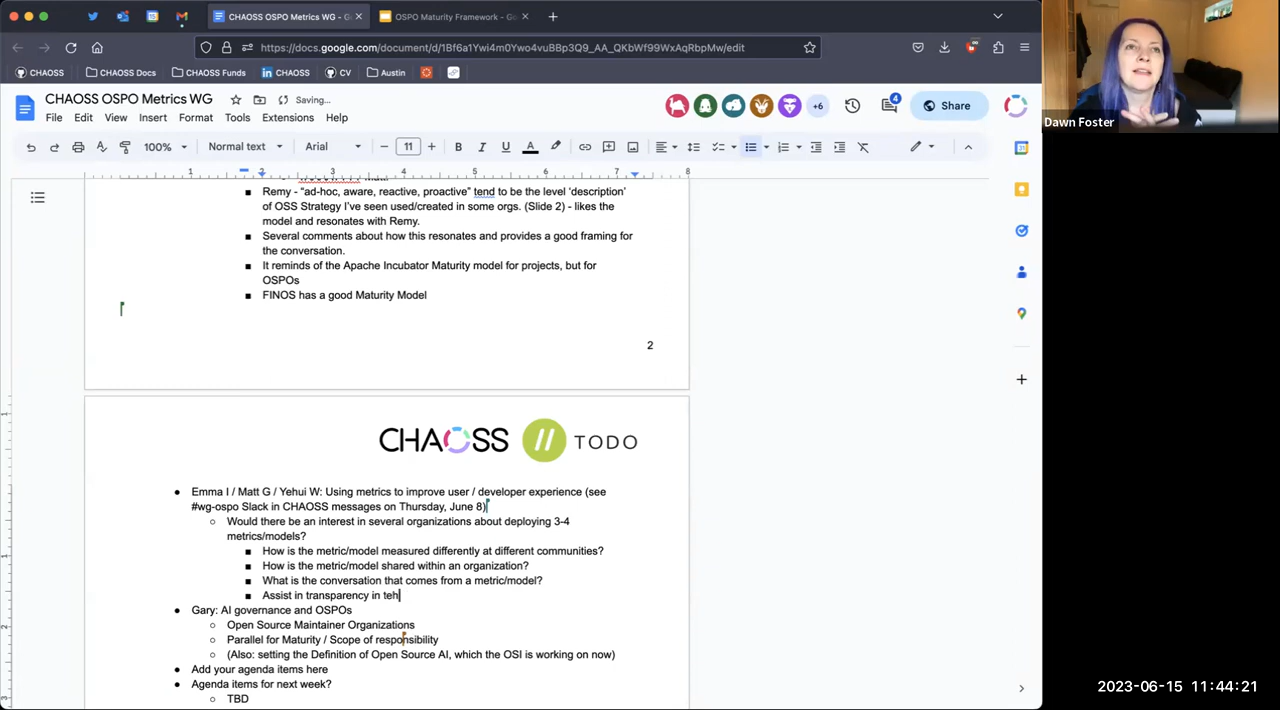 CHAOSS OSPO Metrics WG - G
OSPO Maturity Framework - Go
https://docs.google.com/document/d/1Bf6a1Ywi4m0Ywo4vuBBp3Q9_AA_QKbWf99WxAqRbpMw/edit
CHAOSS
CHAOSS Docs
CHAOSS Funds
CHAOSS
CV
Austin
CHAOSS OSPO Metrics WG
Saving...
+6
4
Share
File Edit View Insert Format Tools Extensions Help
100% Normal text Arial 11 B I U A
1 2 3 4 5 6 7 8
Remy - “ad-hoc, aware, reactive, proactive” tend to be the level ‘description’
of OSS Strategy I’ve seen used/created in some orgs. (Slide 2) - likes the
model and resonates with Remy.
Several comments about how this resonates and provides a good framing for
the conversation.
It reminds of the Apache Incubator Maturity model for projects, but for
OSPOs
FINOS has a good Maturity Model
2
CHAOSS // TODO
Emma I / Matt G / Yehui W: Using metrics to improve user / developer experience (see
#wg-ospo Slack in CHAOSS messages on Thursday, June 8)
Would there be an interest in several organizations about deploying 3-4
metrics/models?
How is the metric/model measured differently at different communities?
How is the metric/model shared within an organization?
What is the conversation that comes from a metric/model?
Assist in transparency in teh
Gary: AI governance and OSPOs
Open Source Maintainer Organizations
Parallel for Maturity / Scope of responsibility
(Also: setting the Definition of Open Source AI, which the OSI is working on now)
Add your agenda items here
Agenda items for next week?
TBD
Dawn Foster
2023-06-15 11:44:21